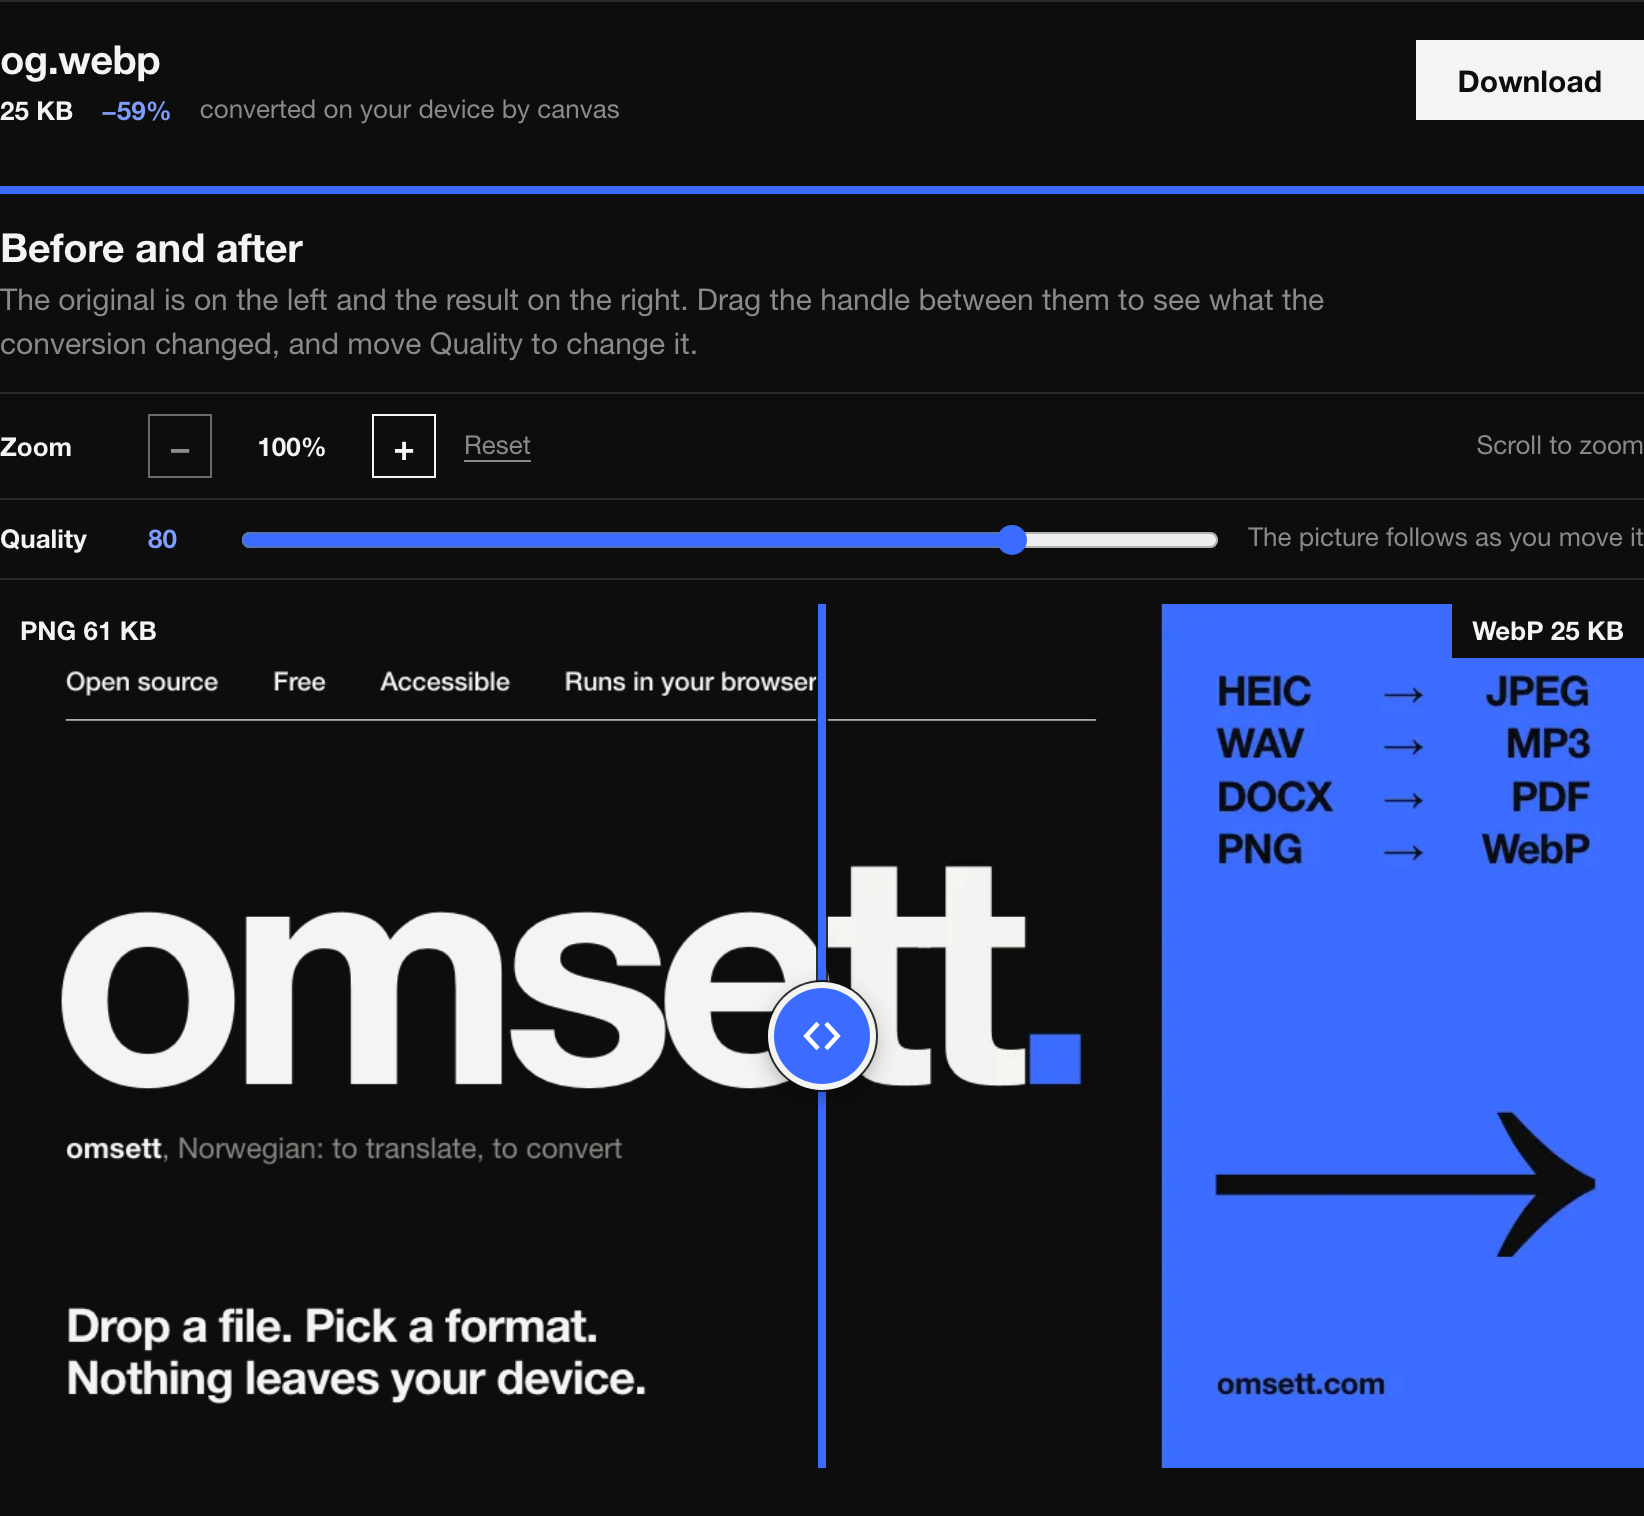 og.webp
Download
25 KB –59% converted on your device by canvas
Before and after
The original is on the left and the result on the right. Drag the handle between them to see what the
conversion changed, and move Quality to change it.
Zoom – 100% + Reset Scroll to zoom
Quality 80 The picture follows as you move it
PNG 61 KB
WebP 25 KB
Open source Free Accessible Runs in your browser
HEIC → JPEG
WAV → MP3
DOCX → PDF
PNG → WebP
omsett.
omsett, Norwegian: to translate, to convert
Drop a file. Pick a format.
Nothing leaves your device.
omsett.com